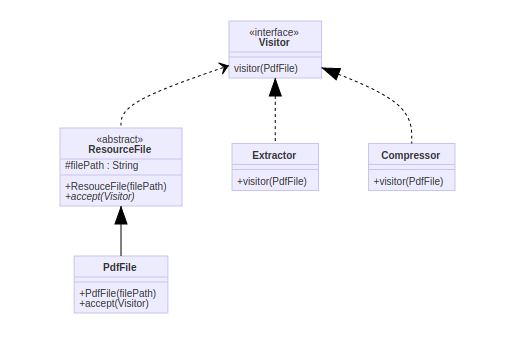 «interface»
Visitor
visitor(PdfFile)
«abstract»
ResourceFile
#filePath : String
+ResouceFile(filePath)
+accept(Visitor)
Extractor
+visitor(PdfFile)
Compressor
+visitor(PdfFile)
PdfFile
+PdfFile(filePath)
+accept(Visitor)